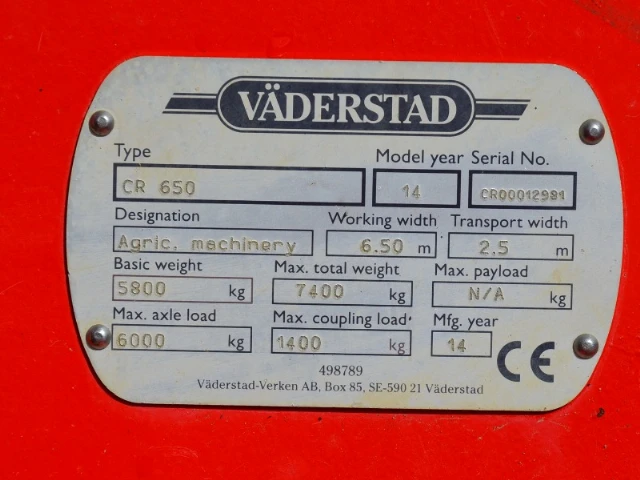 VÄDERSTAD
Type Model year Serial No.
CR 650 14 CR00012981
Designation Working width Transport width
Agric. machinery 6.50 m 2.5 m
Basic weight Max. total weight Max. payload
5800 kg 7400 kg N/A kg
Max. axle load Max. coupling load Mfg. year
6000 kg 1400 kg 14 CE
498789
Väderstad-Verken AB, Box 85, SE-590 21 Väderstad